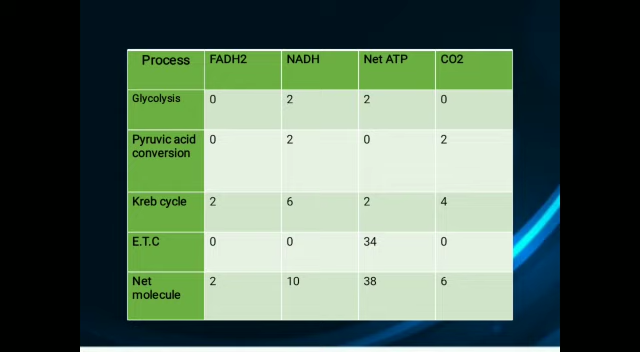 Process FADH2 NADH Net ATP CO2
Glycolysis 0 2 2 0
Pyruvic acid 0 2 0 2
conversion
Kreb cycle 2 6 2 4
E.T.C 0 0 34 0
Net 2 10 38 6
molecule